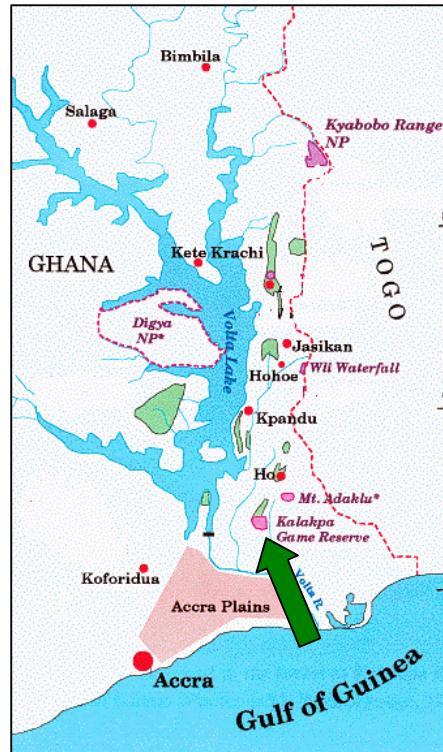 Bimbila
Salaga
Kyabobo Range
NP
TOGO
Kete Krachi
GHANA
Volta Lake
Digya
NP*
Jasikan
Wli Waterfall
Hohoe
Kpandu
Ho
Mt. Adaklu*
Kalakpa
Game Reserve
Koforidua
Volta R.
Accra Plains
Accra
Gulf of Guinea